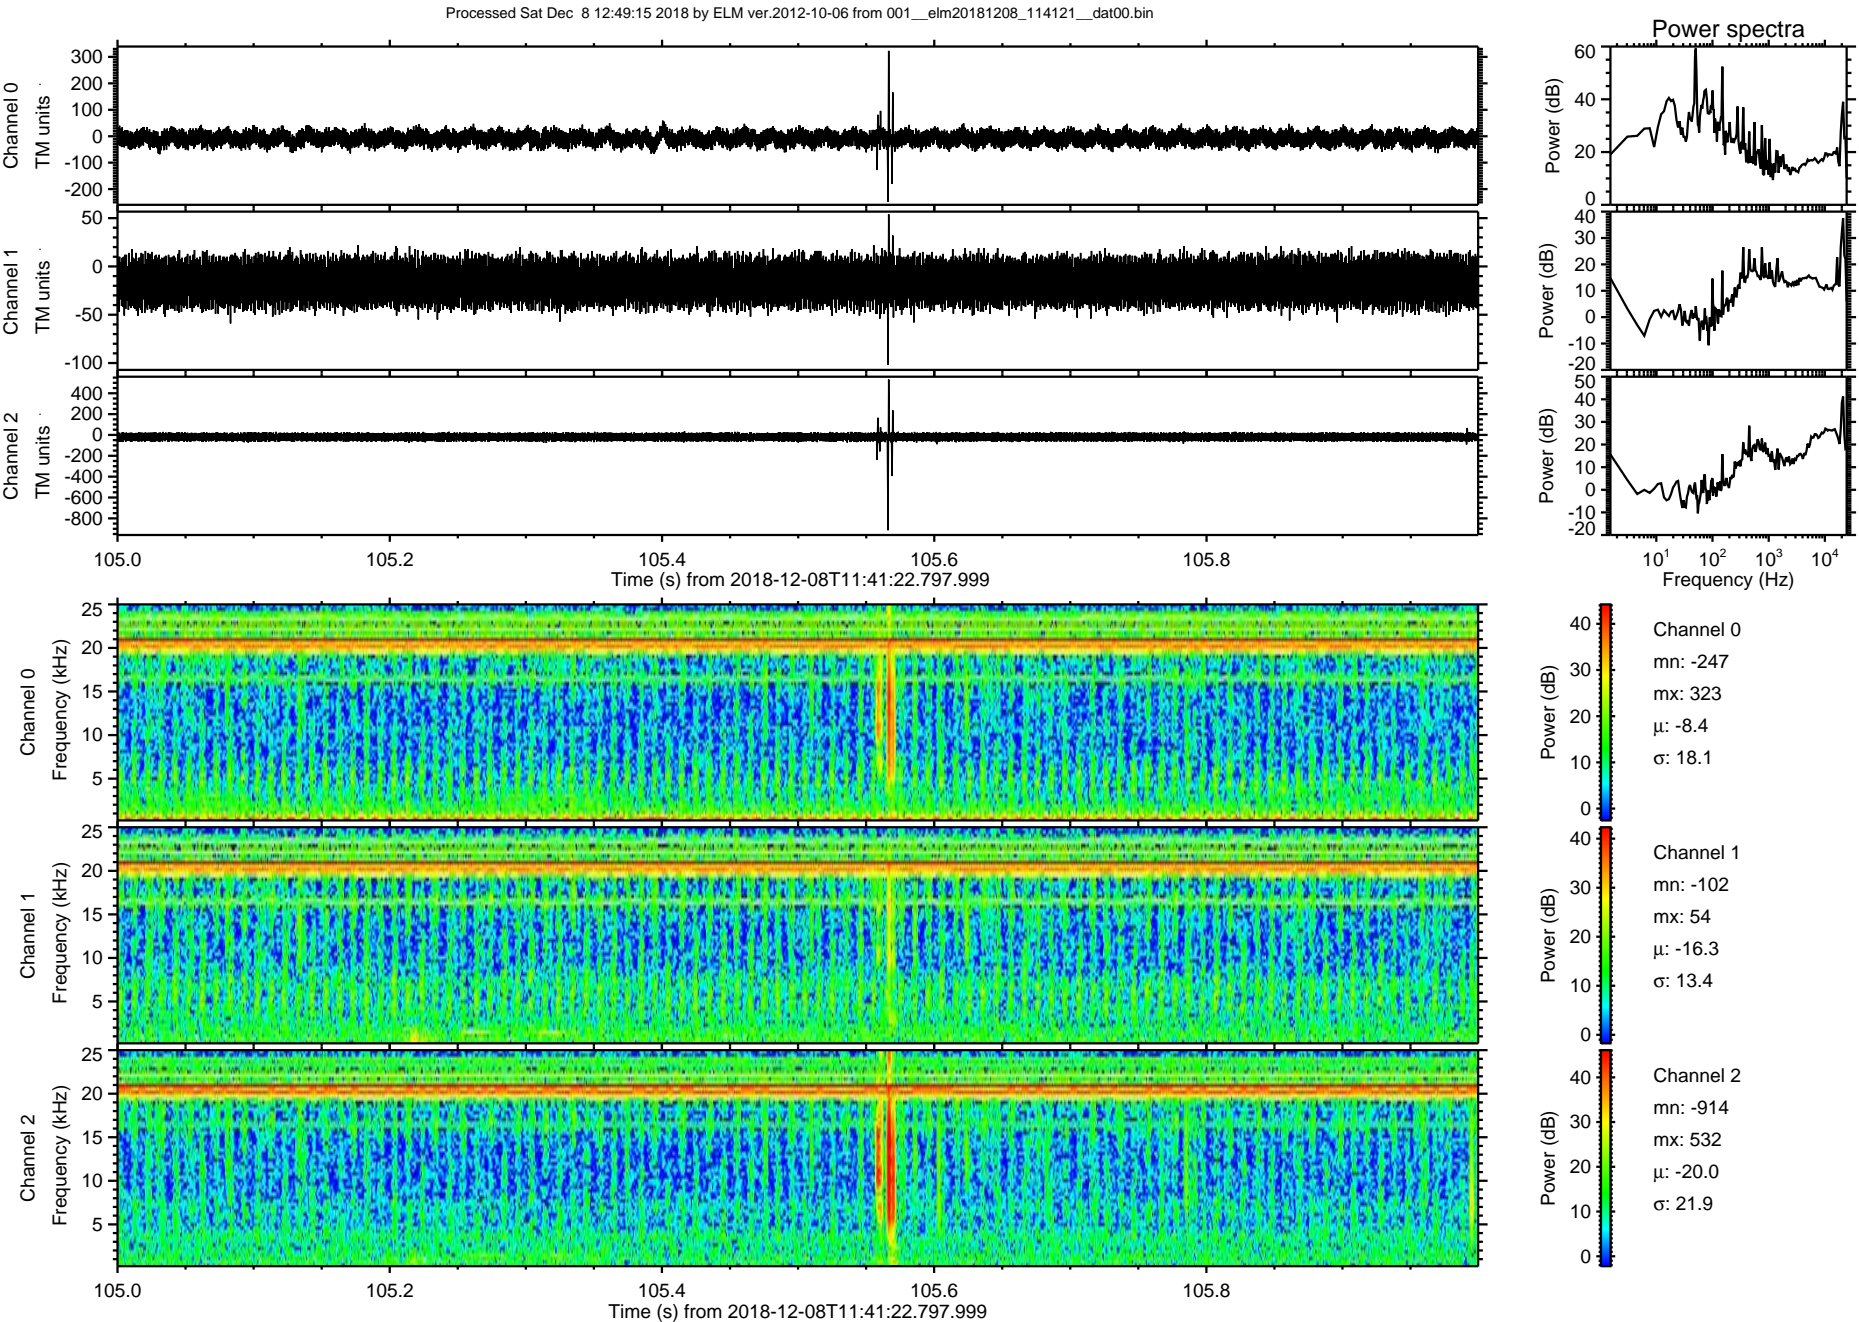 Processed Sat Dec 8 12:49:15 2018 by ELM ver.2012-10-06 from 001__elm20181208_114121__dat00.bin
Power spectra
Channel 0
TM units
300
200
100
0
-100
-200
Power (dB)
60
40
20
0
Channel 1
TM units
50
0
-50
-100
Power (dB)
40
30
20
10
0
-10
-20
Channel 2
TM units
400
200
0
-200
-400
-600
-800
Power (dB)
50
40
30
20
10
0
-10
-20
105.0 105.2 105.4 105.6 105.8
Time (s) from 2018-12-08T11:41:22.797.999
10^1 10^2 10^3 10^4
Frequency (Hz)
Channel 0
Frequency (kHz)
25
20
15
10
5
Power (dB)
40
30
20
10
0
Channel 0
mn: -247
mx: 323
μ: -8.4
σ: 18.1
Channel 1
Frequency (kHz)
25
20
15
10
5
Power (dB)
40
30
20
10
0
Channel 1
mn: -102
mx: 54
μ: -16.3
σ: 13.4
Channel 2
Frequency (kHz)
25
20
15
10
5
Power (dB)
40
30
20
10
0
Channel 2
mn: -914
mx: 532
μ: -20.0
σ: 21.9
105.0 105.2 105.4 105.6 105.8
Time (s) from 2018-12-08T11:41:22.797.999